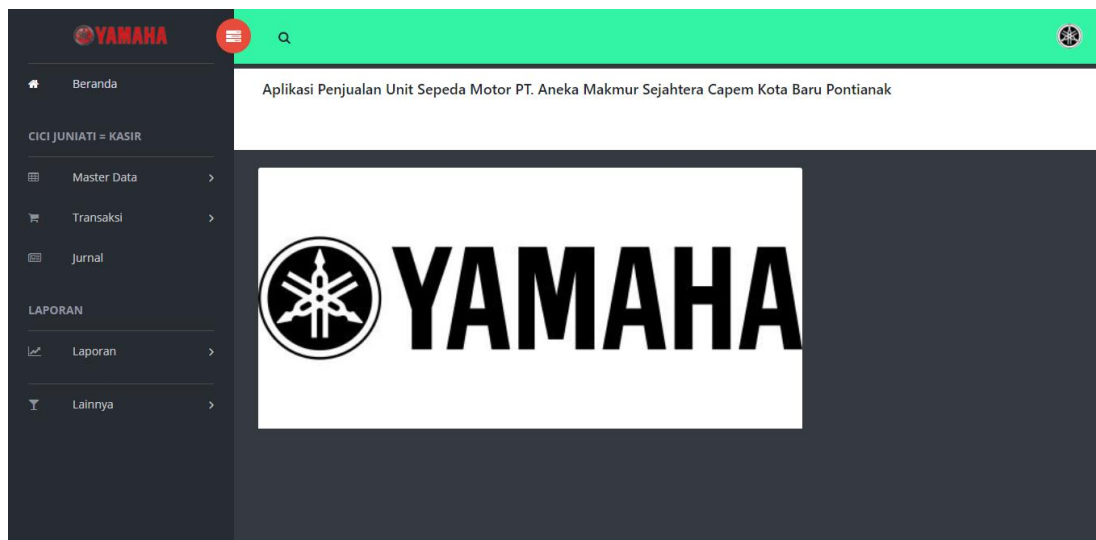 YAMAHA
Beranda
CICI JUNIATI = KASIR
Master Data
Transaksi
Jurnal
LAPORAN
Laporan
Lainnya
Aplikasi Penjualan Unit Sepeda Motor PT. Aneka Makmur Sejahtera Capem Kota Baru Pontianak
YAMAHA